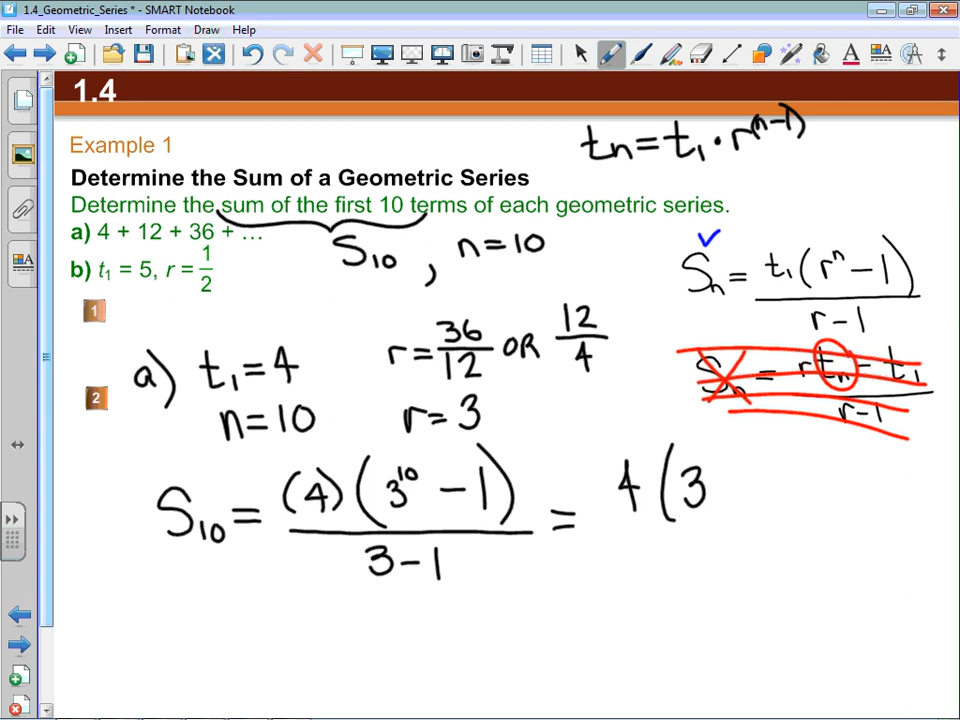 1.4_Geometric_Series * - SMART Notebook
File Edit View Insert Format Draw Help
1.4
Example 1
tn = t1 · r^(n-1)
Determine the Sum of a Geometric Series
Determine the sum of the first 10 terms of each geometric series.
a) 4 + 12 + 36 + ...
S10 , n = 10
b) t1 = 5, r = 1/2
Sn = t1 (r^n - 1) / r - 1
1
a) t1 = 4 r = 36/12 OR 12/4
Sn = r tn - t1 / r - 1
2
n = 10 r = 3
S10 = (4) (3^10 - 1) / 3 - 1 = 4 (3